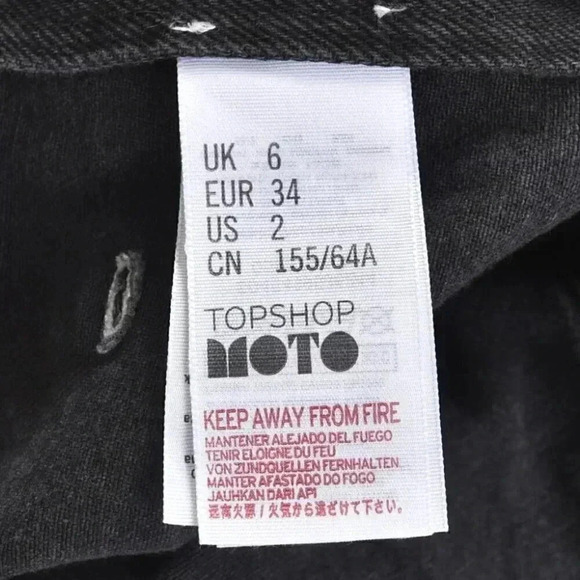 UK 6
EUR 34
US 2
CN 155/64A
TOPSHOP
MOTO
KEEP AWAY FROM FIRE
MANTENER ALEJADO DEL FUEGO
TENIR ELOIGNE DU FEU
VON ZUNDQUELLEN FERNHALTEN
MANTER AFASTADO DO FOGO
JAUHKAN DARI API
远离火源 / 火気から遠ざけて下さい。